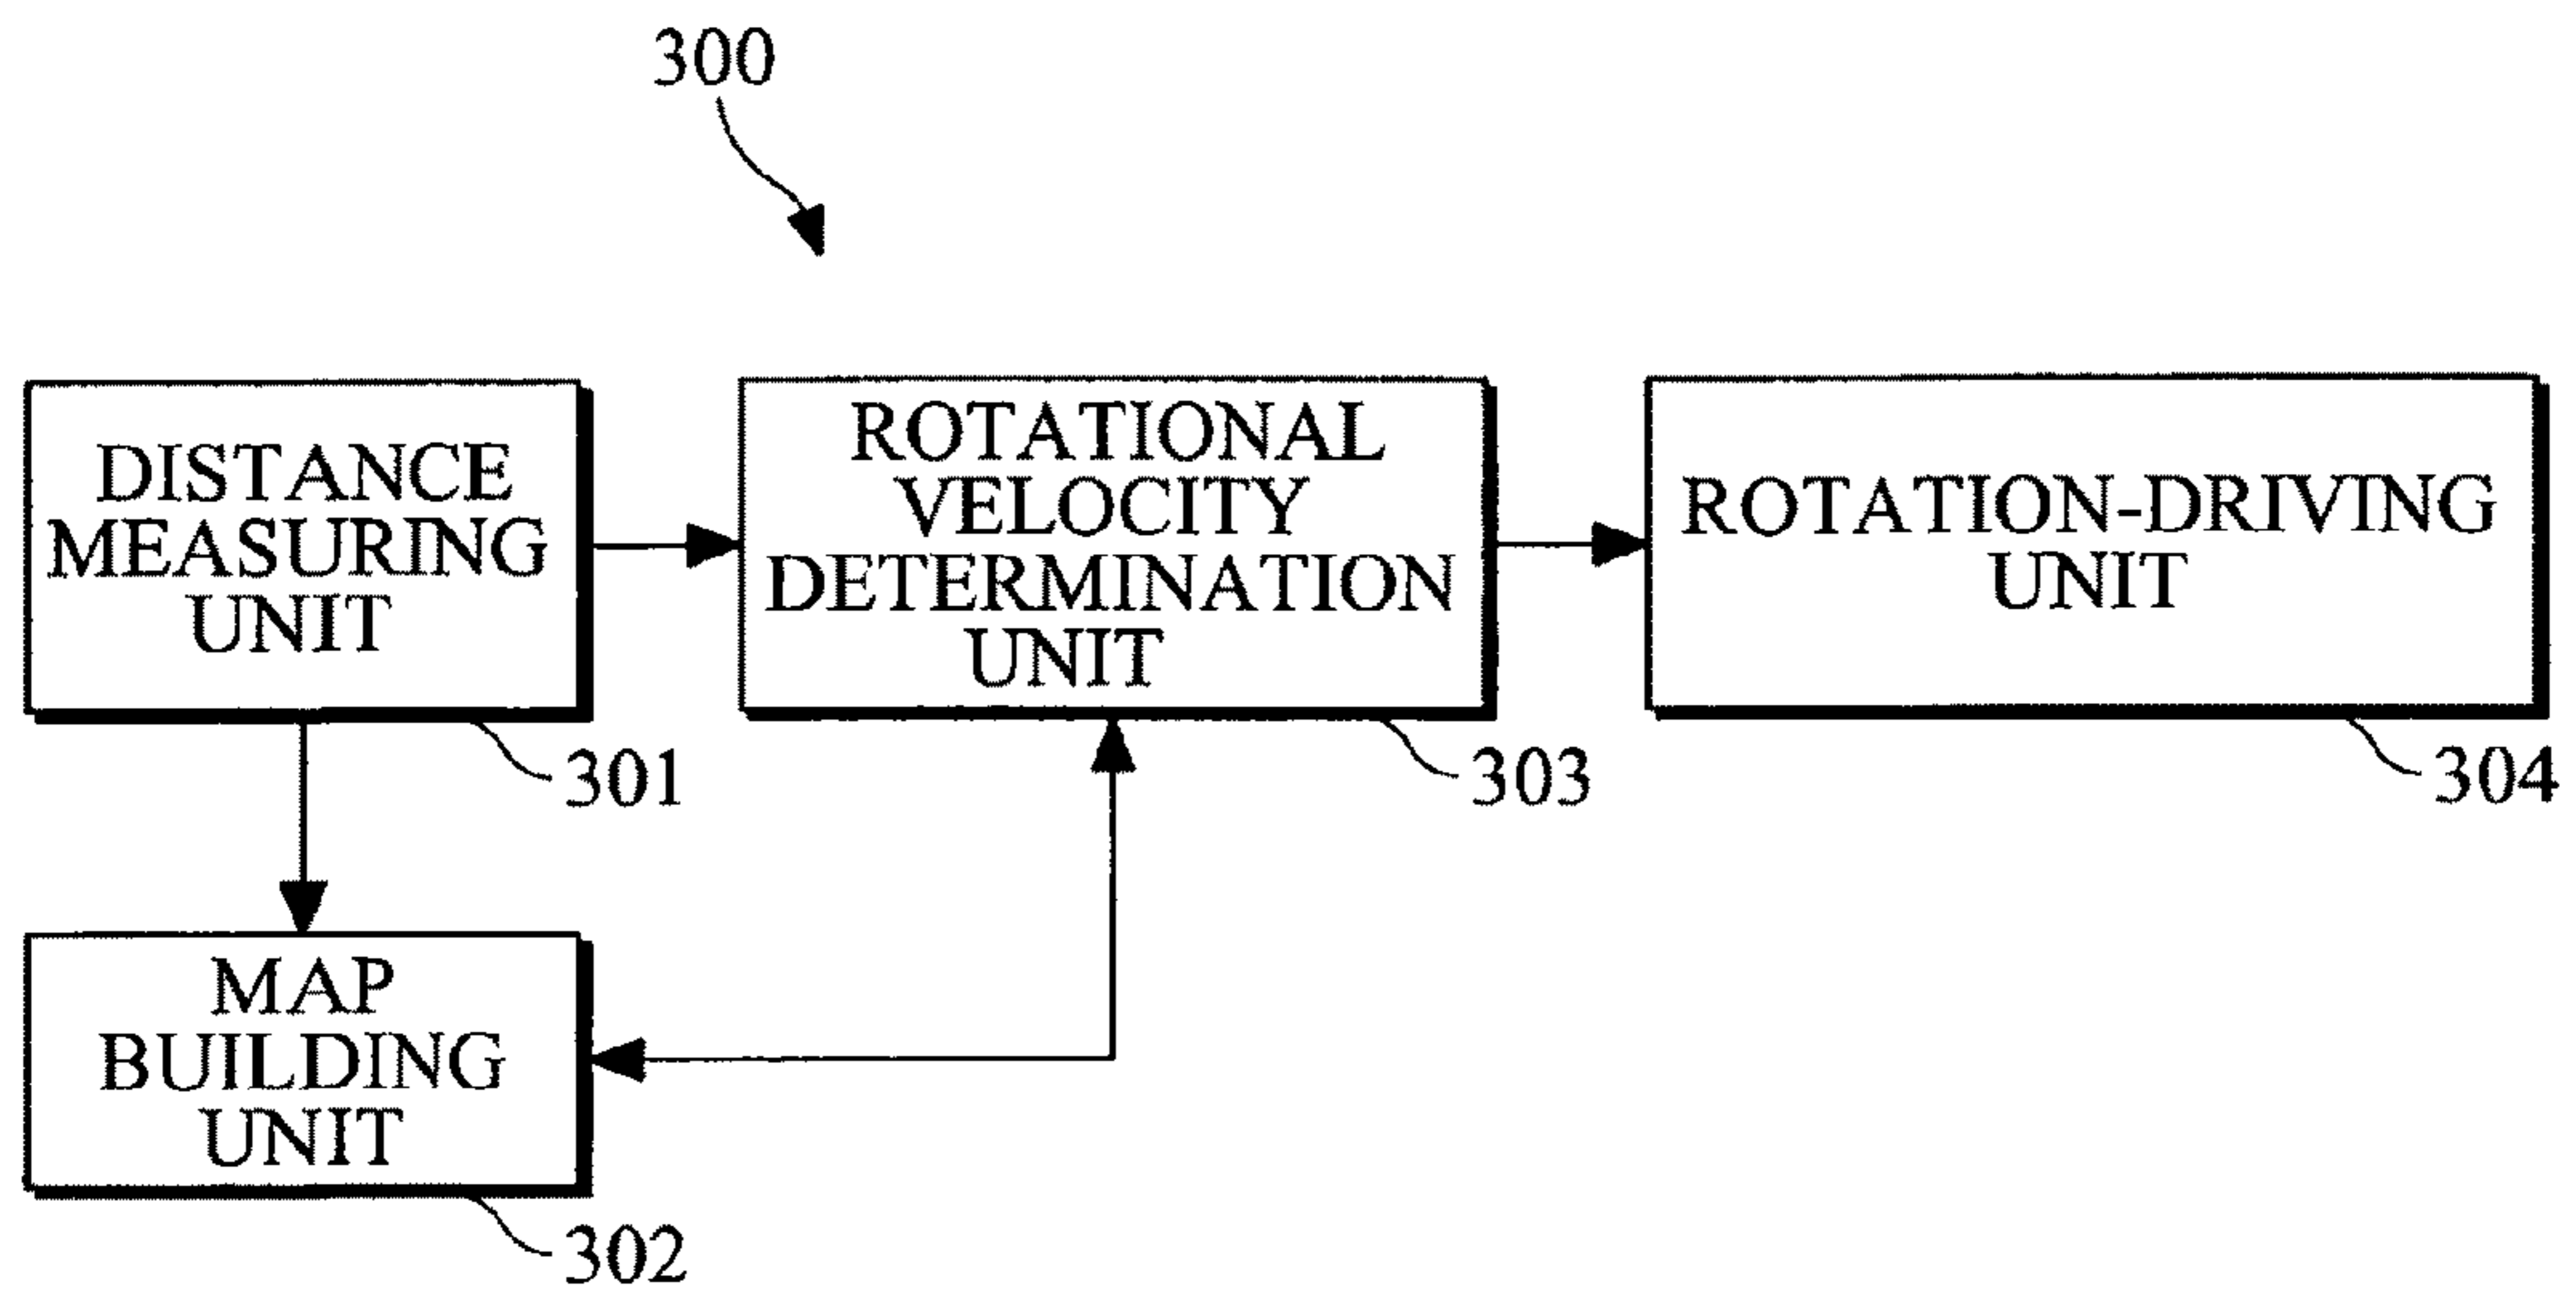 300
DISTANCE
MEASURING
UNIT
301
ROTATIONAL
VELOCITY
DETERMINATION
UNIT
303
ROTATION-DRIVING
UNIT
304
MAP
BUILDING
UNIT
302